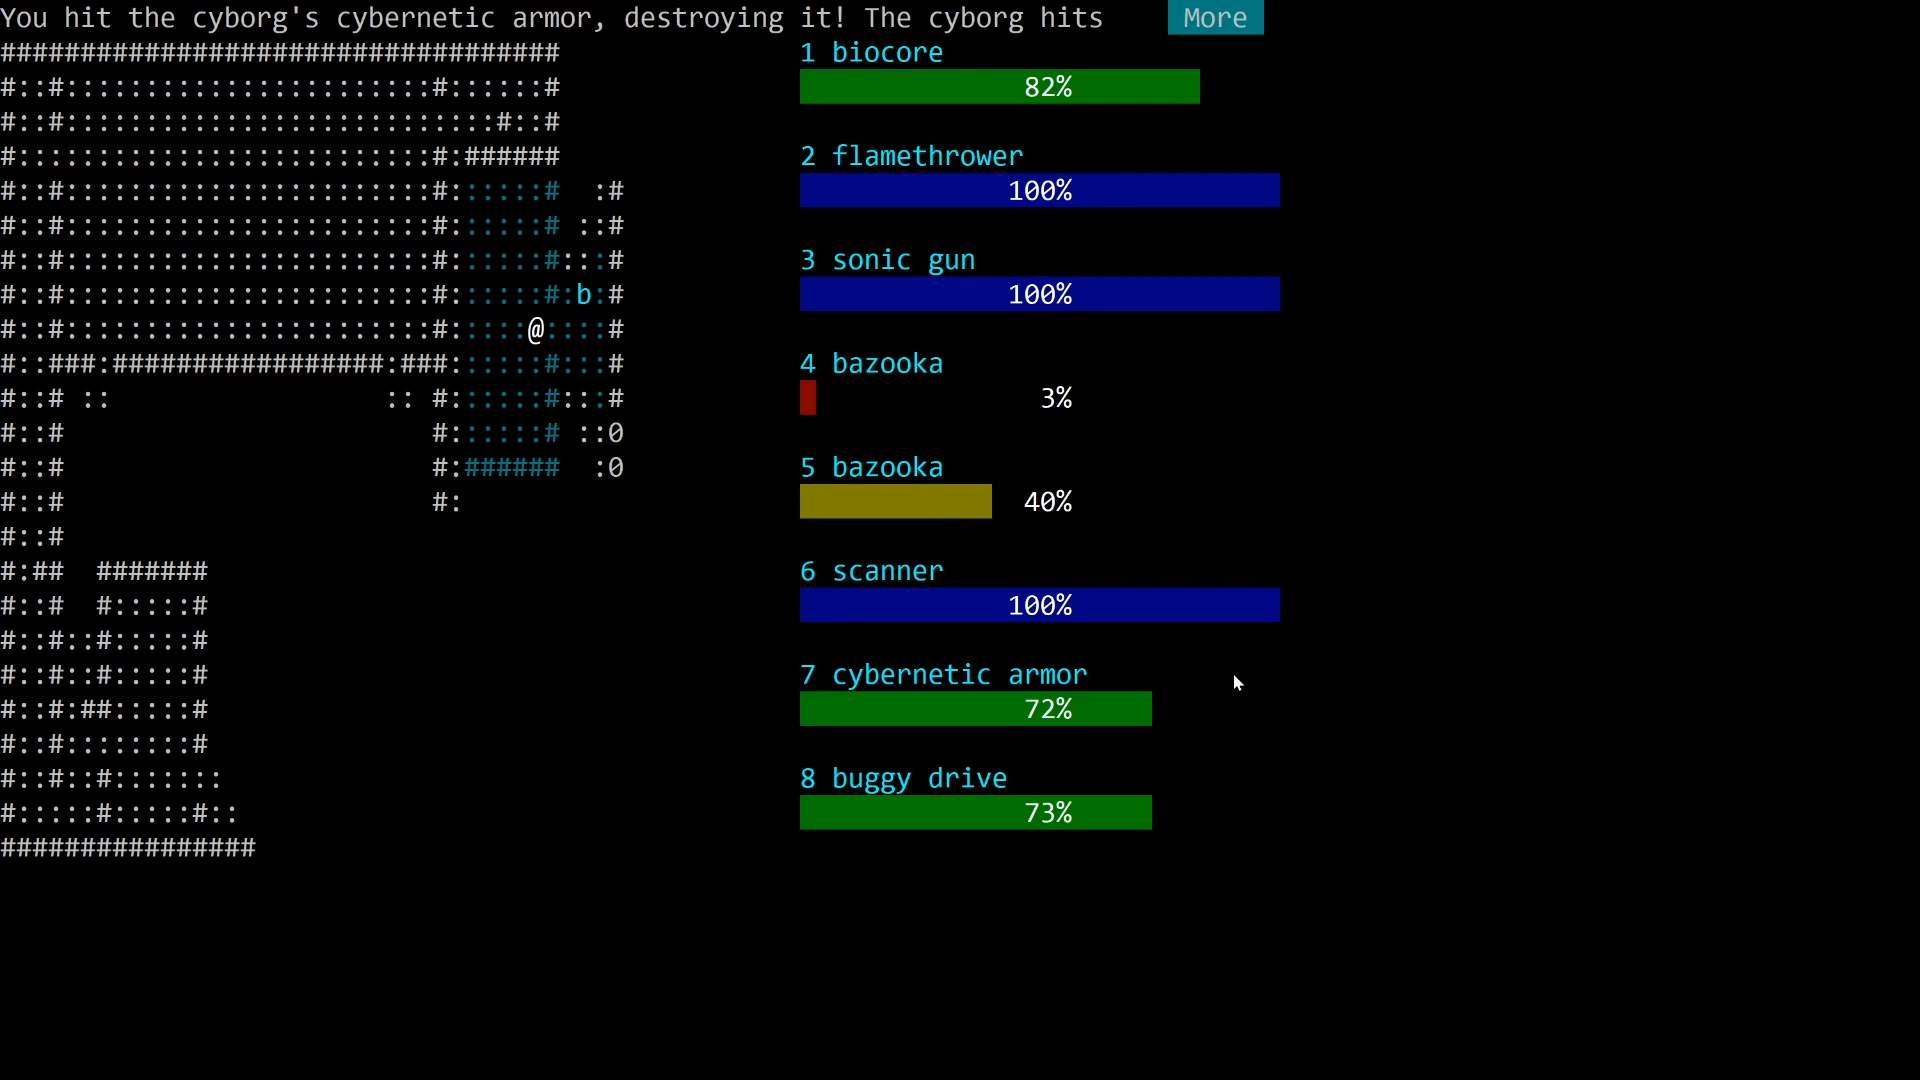 You hit the cyborg's cybernetic armor, destroying it! The cyborg hits More
################################### 1 biocore
#::#:::::::::::::::::::::::#::::::# 82%
#::#:::::::::::::::::::::::::::#::#
#::::::::::::::::::::::::::#:###### 2 flamethrower
#::#:::::::::::::::::::::::#::::::#  :# 100%
#::#:::::::::::::::::::::::#::::::# ::#
#::#:::::::::::::::::::::::#::::::#:::# 3 sonic gun
#::#:::::::::::::::::::::::#::::::#:b:# 100%
#::#:::::::::::::::::::::::#:::::@::::#
#::###:#################:###::::::#:::# 4 bazooka
#::# ::                 :: #::::::#:::# 3%
#::#                       #::::::# ::0
#::#                       #:######  :0 5 bazooka
#::#                       #: 40%
#::#
#:##  ####### 6 scanner
#::#  #:::::# 100%
#::#::#:::::#
#::#::#:::::# 7 cybernetic armor
#::#:##:::::# 72%
#::#::::::::#
#::#::#::::::: 8 buggy drive
#:::::#:::::#:: 73%
################